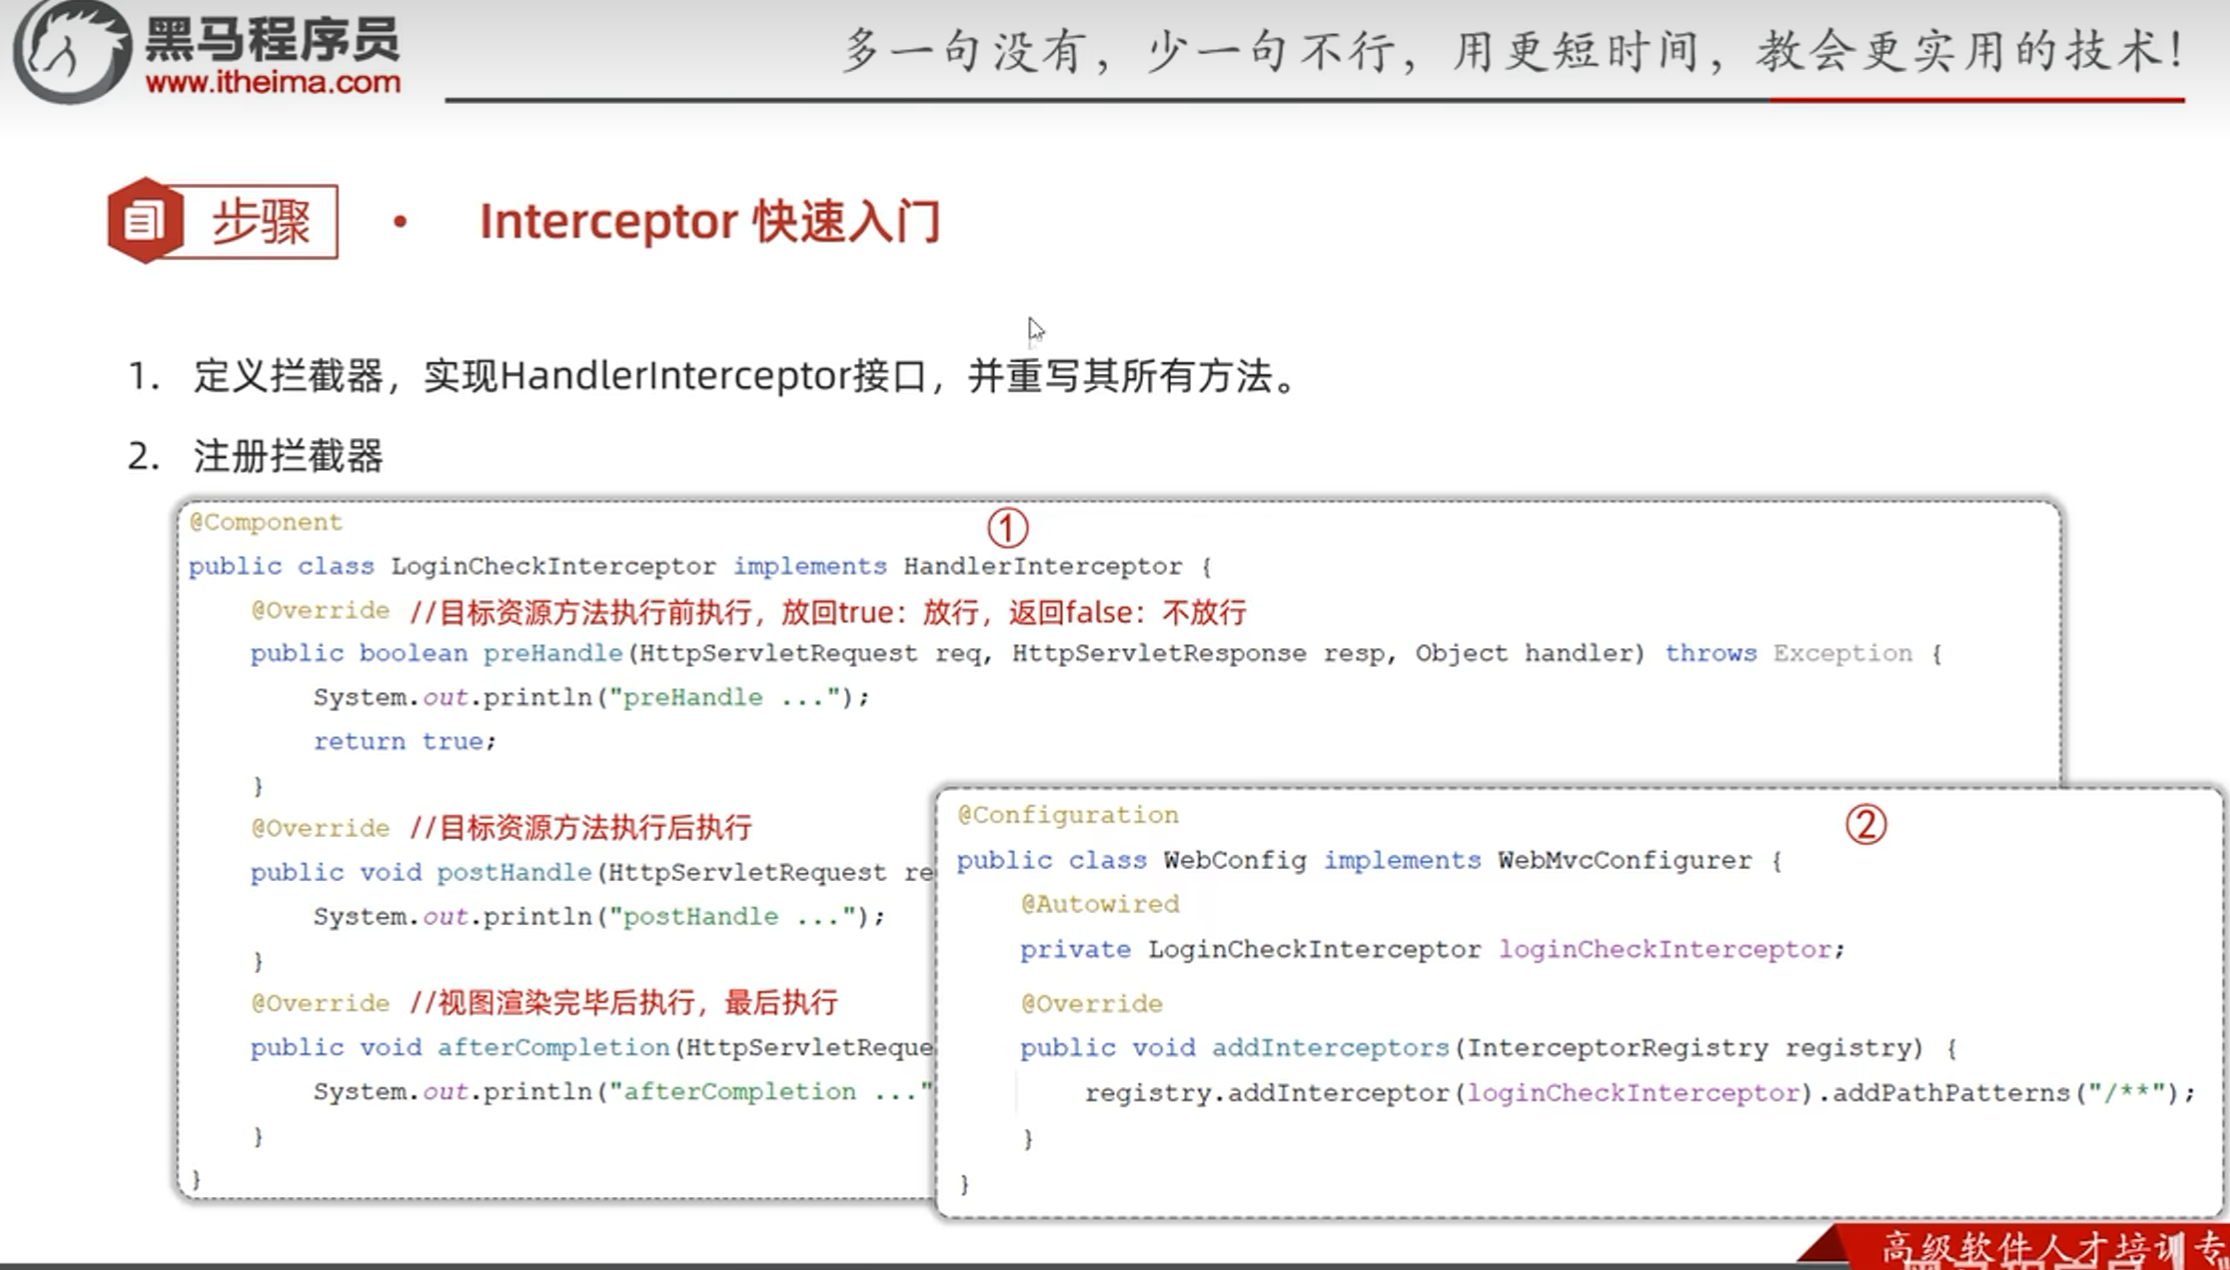 黑马程序员
www.itheima.com
多一句没有，少一句不行，用更短时间，教会更实用的技术！
步骤
• Interceptor 快速入门
1. 定义拦截器，实现HandlerInterceptor接口，并重写其所有方法。
2. 注册拦截器
①
@Component
public class LoginCheckInterceptor implements HandlerInterceptor {
@Override //目标资源方法执行前执行，放回true：放行，返回false：不放行
public boolean preHandle(HttpServletRequest req, HttpServletResponse resp, Object handler) throws Exception {
System.out.println("preHandle ...");
return true;
}
@Override //目标资源方法执行后执行
public void postHandle(HttpServletRequest re
System.out.println("postHandle ...");
}
@Override //视图渲染完毕后执行，最后执行
public void afterCompletion(HttpServletReque
System.out.println("afterCompletion ..."
}
}
②
@Configuration
public class WebConfig implements WebMvcConfigurer {
@Autowired
private LoginCheckInterceptor loginCheckInterceptor;
@Override
public void addInterceptors(InterceptorRegistry registry) {
registry.addInterceptor(loginCheckInterceptor).addPathPatterns("/**");
}
}
高级软件人才培训专